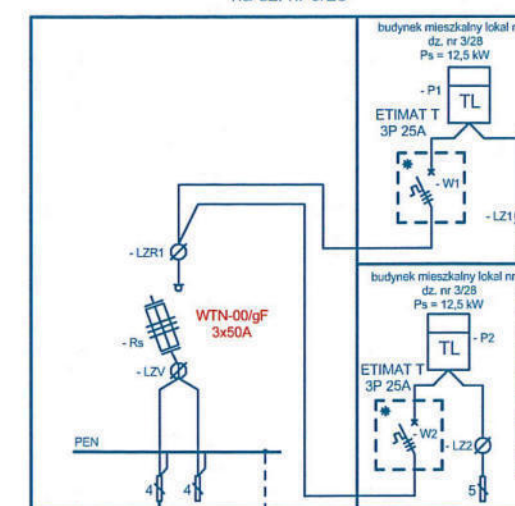 budynek mieszkalny lokal n
dz. nr 3/28
Ps = 12,5 kW
- P1
TL
ETIMAT T
3P 25A
*
- W1
- LZ1
- LZR1
WTN-00/gF
3x50A
- Rs
- LZV
PEN
4
4
budynek mieszkalny lokal n
dz. nr 3/28
Ps = 12,5 kW
- P2
TL
ETIMAT T
3P 25A
*
- W2
- LZ2
5